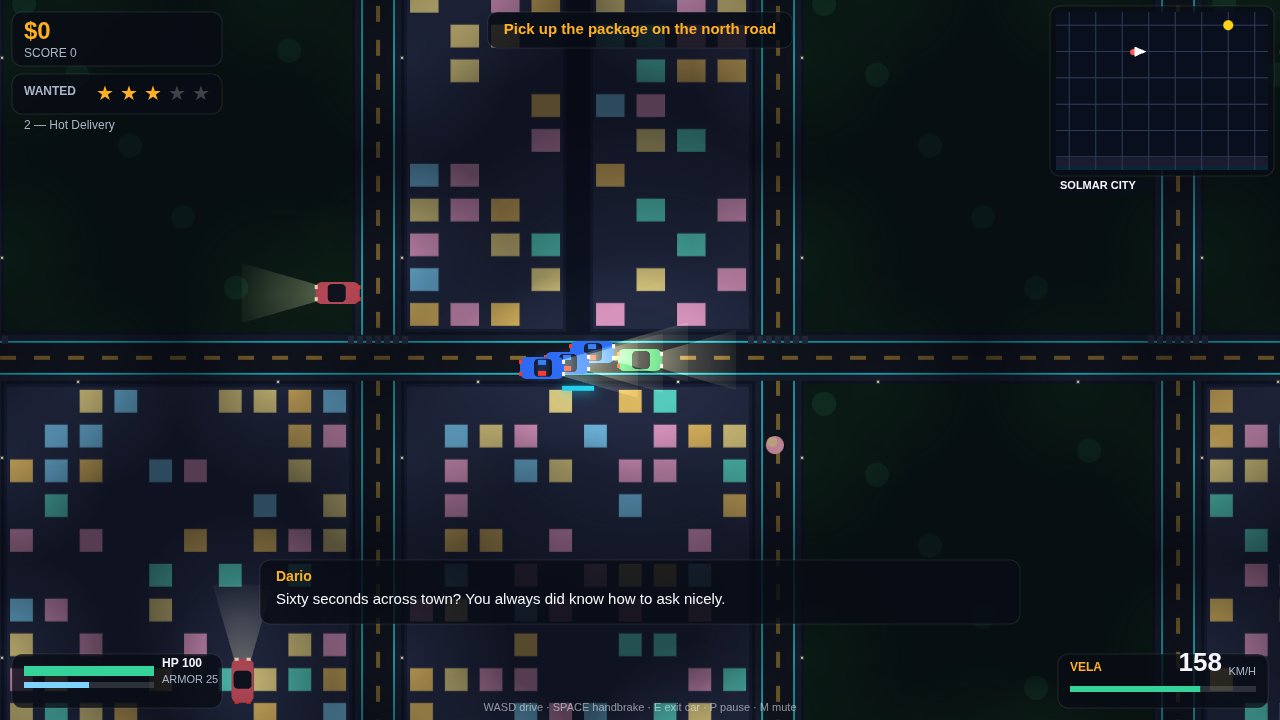 $0
SCORE 0
WANTED
2 — Hot Delivery
Pick up the package on the north road
SOLMAR CITY
Dario
Sixty seconds across town? You always did know how to ask nicely.
HP 100
ARMOR 25
VELA
158 KM/H
WASD drive · SPACE handbrake · E exit car · P pause · M mute